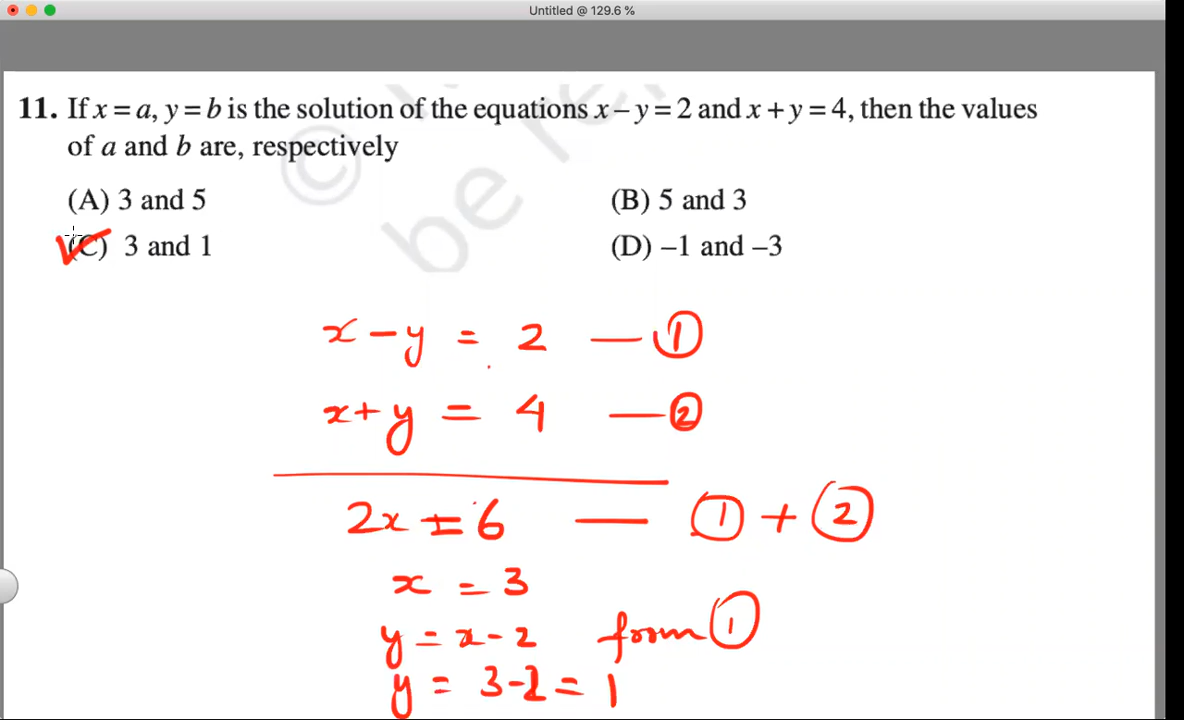 Untitled @ 129.6 %
11. If x = a, y = b is the solution of the equations x – y = 2 and x + y = 4, then the values
of a and b are, respectively
(A) 3 and 5 (B) 5 and 3
(C) 3 and 1 (D) –1 and –3
© be re
x - y = 2 — ①
x + y = 4 — ②
2x = 6 — ① + ②
x = 3
y = x - 2 from ①
y = 3 - 2 = 1